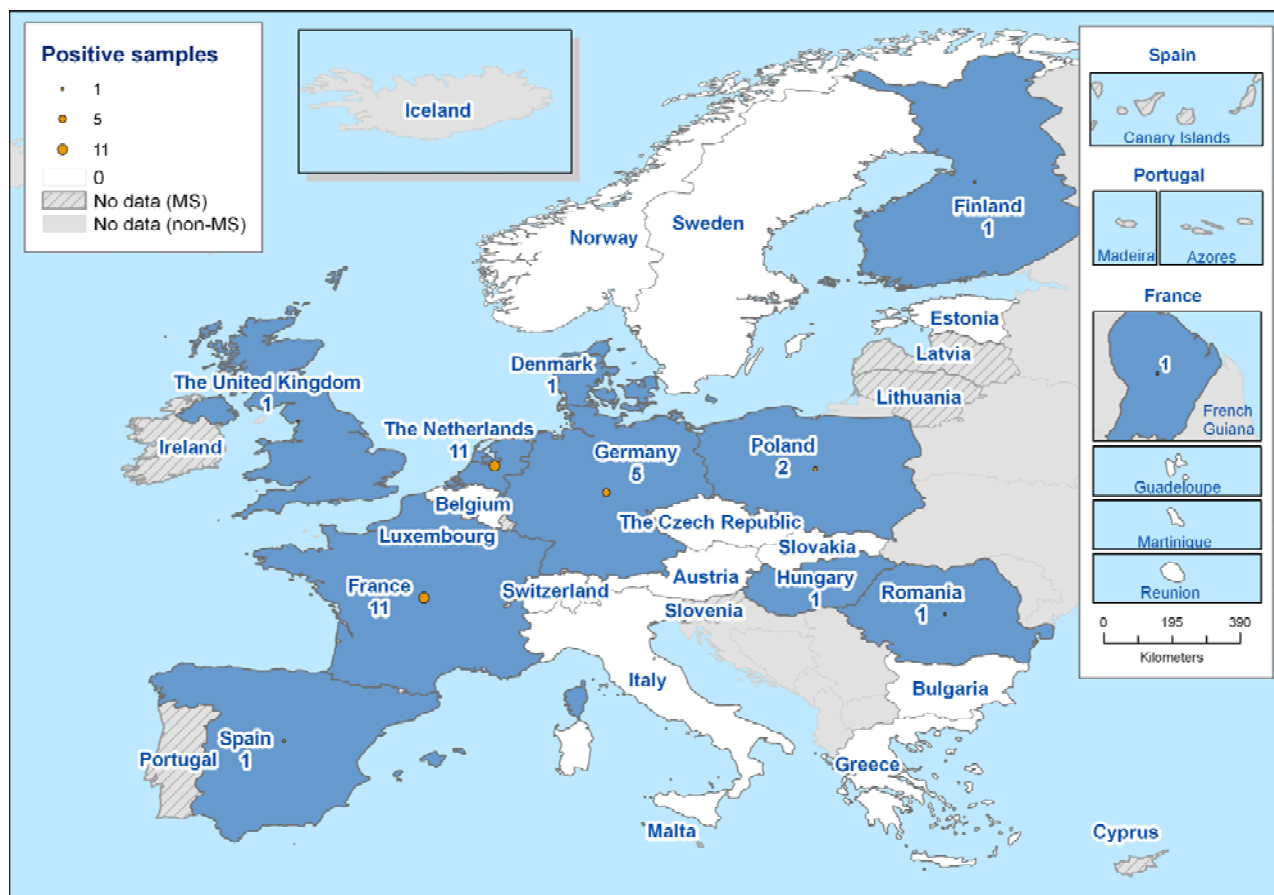 Positive samples
1
5
11
0
No data (MS)
No data (non-MS)
Iceland
Norway
Sweden
Finland
1
Estonia
Latvia
Lithuania
Denmark
1
The United Kingdom
1
Ireland
The Netherlands
11
Germany
5
Poland
2
Belgium
Luxembourg
The Czech Republic
Slovakia
France
11
Switzerland
Austria
Hungary
1
Romania
1
Slovenia
Italy
Bulgaria
Spain
1
Portugal
Greece
Malta
Cyprus
Spain
Canary Islands
Portugal
Madeira
Azores
France
1
French
Guiana
Guadeloupe
Martinique
Reunion
0 195 390
Kilometers